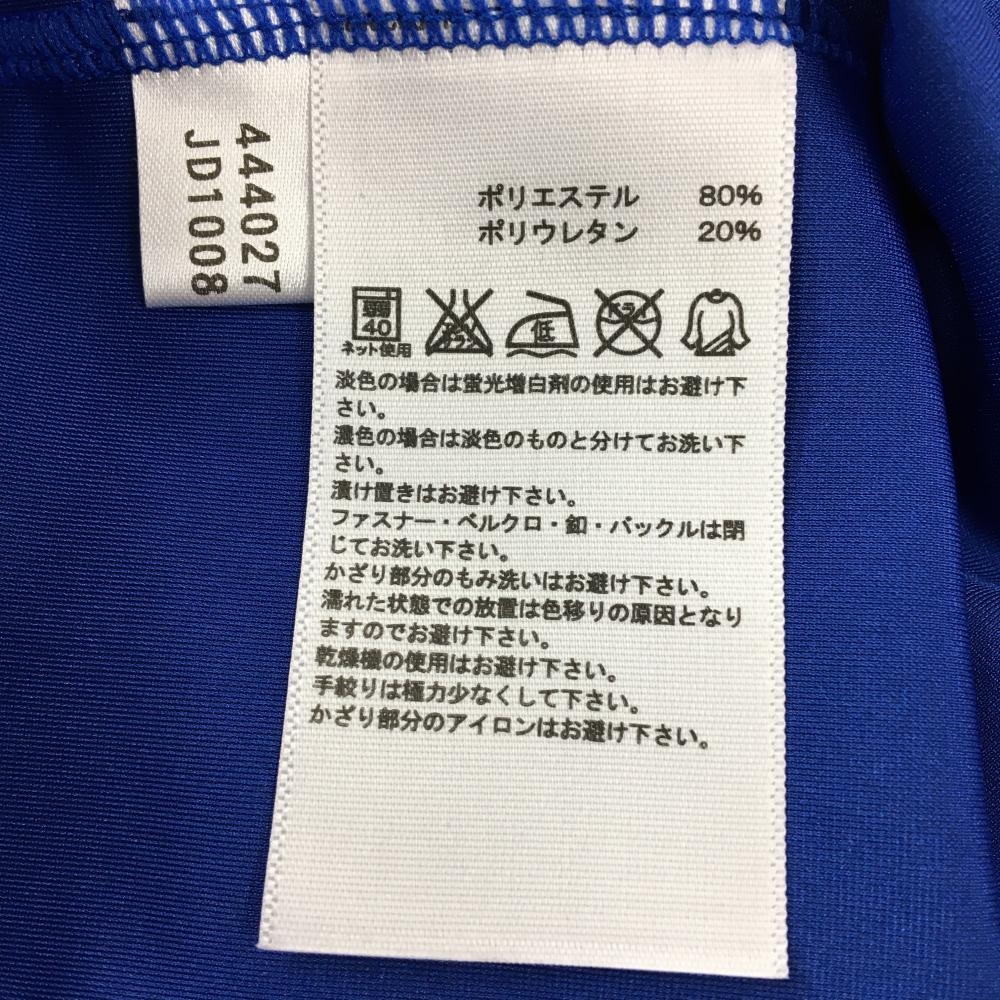 444027
JD1008
ポリエステル 80%
ポリウレタン 20%
弱
40
ネット使用
エンソ
サラシ
低
ドライ
淡色の場合は蛍光増白剤の使用はお避け下
さい。
濃色の場合は淡色のものと分けてお洗い下
さい。
漬け置きはお避け下さい。
ファスナー・ベルクロ・釦・バックルは閉
じてお洗い下さい。
かざり部分のもみ洗いはお避け下さい。
濡れた状態での放置は色移りの原因となり
ますのでお避け下さい。
乾燥機の使用はお避け下さい。
手絞りは極力少なくして下さい。
かざり部分のアイロンはお避け下さい。